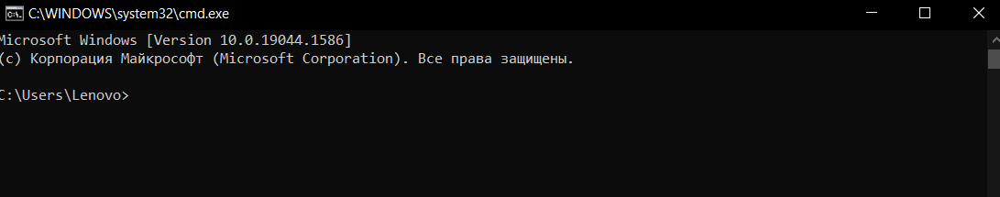 C:\WINDOWS\system32\cmd.exe
Microsoft Windows [Version 10.0.19044.1586]
(c) Корпорация Майкрософт (Microsoft Corporation). Все права защищены.
C:\Users\Lenovo>